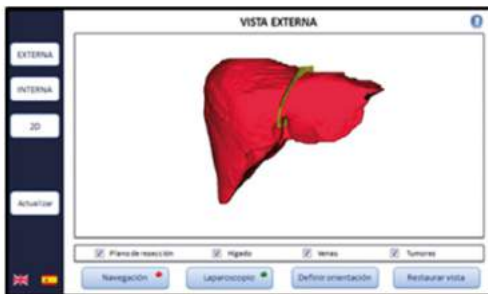 VISTA EXTERNA
EXTERNA
INTERNA
2D
Actualizar
Plano de resección
Hígado
Venas
Tumores
Navegación
Laparoscopio
Definir orientación
Restaurar vista